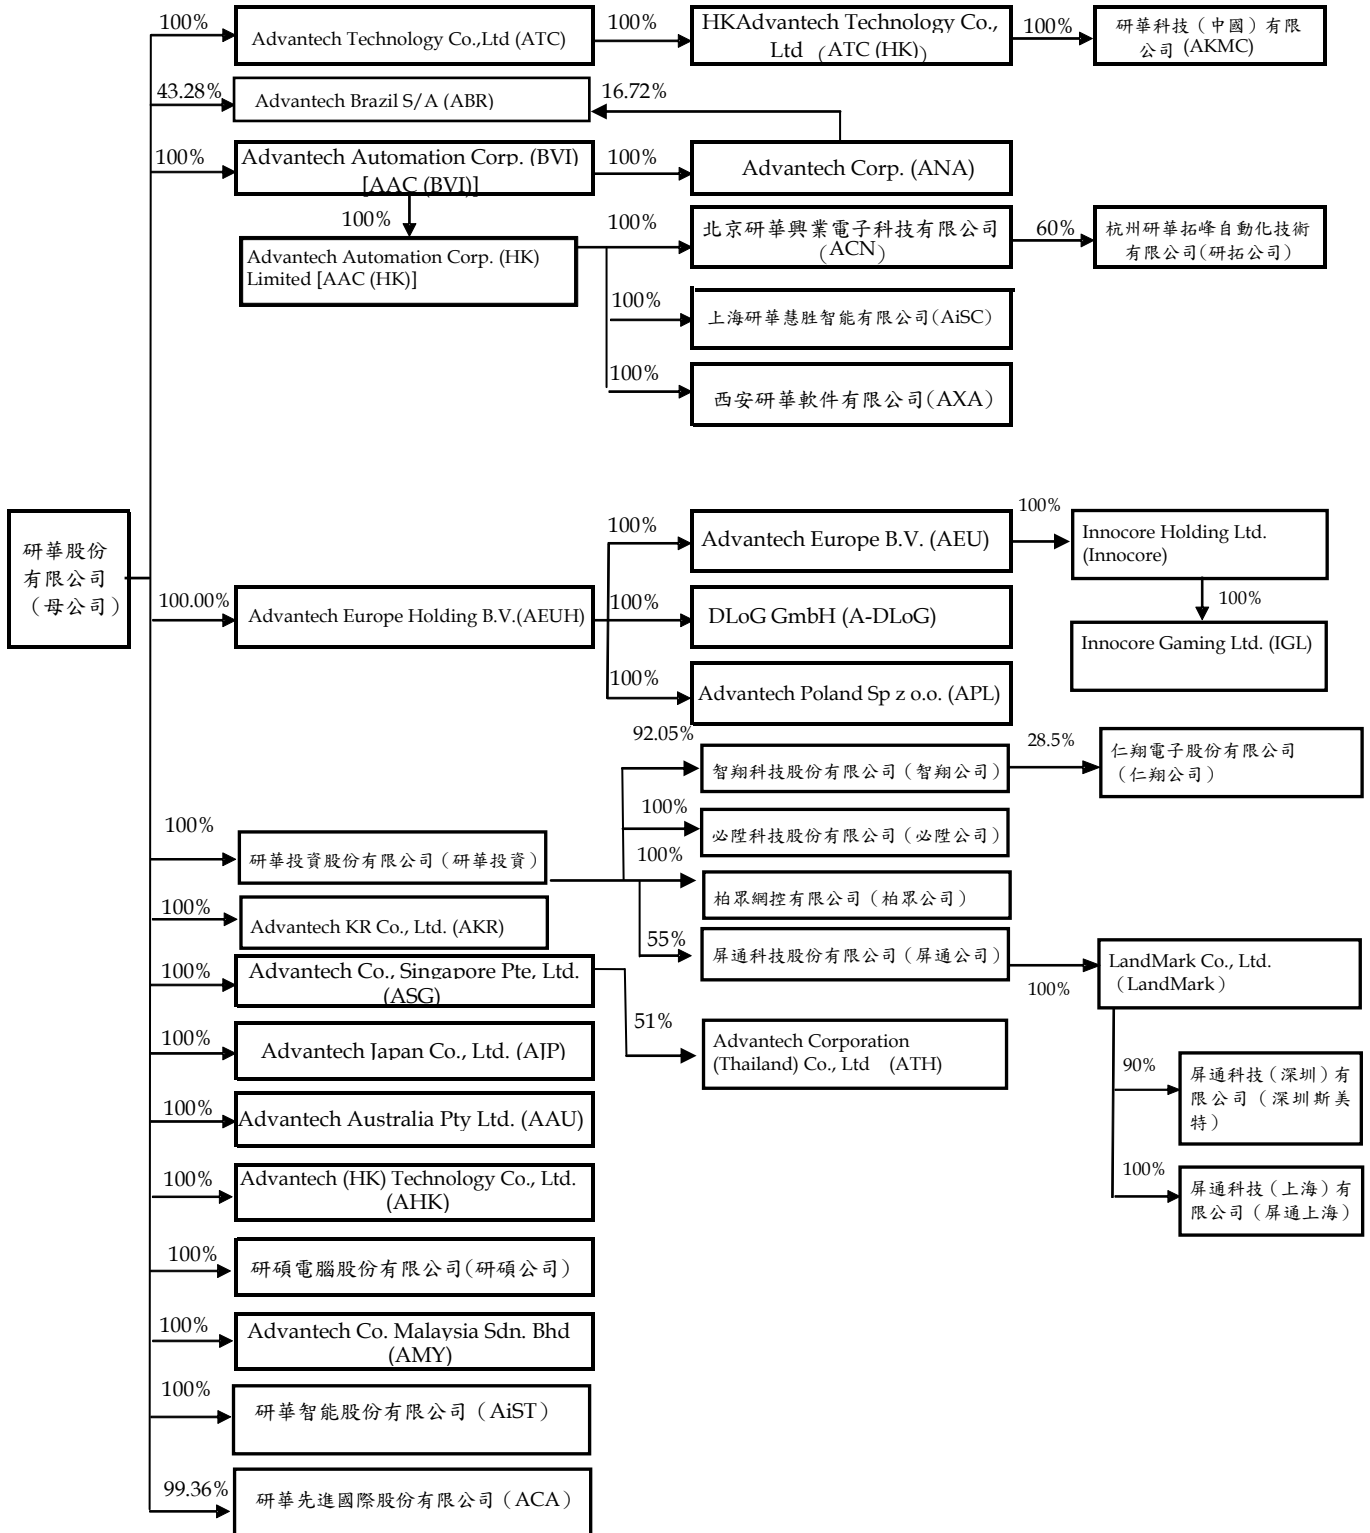 100%
Advantech Technology Co.,Ltd (ATC)
100%
HKAdvantech Technology Co.,
Ltd (ATC (HK)
100%
研華科技（中國）有限
公司 (AKMC)
43.28%
Advantech Brazil S/A (ABR)
16.72%
100%
Advantech Automation Corp. (BVI)
[AAC (BVI)]
100%
Advantech Corp. (ANA)
100%
Advantech Automation Corp. (HK)
Limited [AAC (HK)]
100%
北京研華興業電子科技有限公司
(ACN)
60%
杭州研華拓峰自動化技術
有限公司(研拓公司)
100%
上海研華慧胜智能有限公司(AiSC)
100%
西安研華軟件有限公司(AXA)
研華股份
有限公司
（母公司）
100.00%
Advantech Europe Holding B.V.(AEUH)
100%
Advantech Europe B.V. (AEU)
100%
Innocore Holding Ltd.
(Innocore)
100%
Innocore Gaming Ltd. (IGL)
100%
DLoG GmbH (A-DLoG)
100%
Advantech Poland Sp z o.o. (APL)
100%
研華投資股份有限公司（研華投資）
92.05%
智翔科技股份有限公司（智翔公司）
28.5%
仁翔電子股份有限公司
（仁翔公司）
100%
必陞科技股份有限公司（必陞公司）
100%
柏眾網控有限公司（柏眾公司）
55%
屏通科技股份有限公司（屏通公司）
100%
LandMark Co., Ltd.
（LandMark）
90%
屏通科技（深圳）有
限公司（深圳斯美
特）
100%
屏通科技（上海）有
限公司（屏通上海）
100%
Advantech KR Co., Ltd. (AKR)
100%
Advantech Co., Singapore Pte, Ltd.
(ASG)
51%
Advantech Corporation
(Thailand) Co., Ltd (ATH)
100%
Advantech Japan Co., Ltd. (AJP)
100%
Advantech Australia Pty Ltd. (AAU)
100%
Advantech (HK) Technology Co., Ltd.
(AHK)
100%
研碩電腦股份有限公司(研碩公司)
100%
Advantech Co. Malaysia Sdn. Bhd
(AMY)
100%
研華智能股份有限公司（AiST）
99.36%
研華先進國際股份有限公司（ACA）